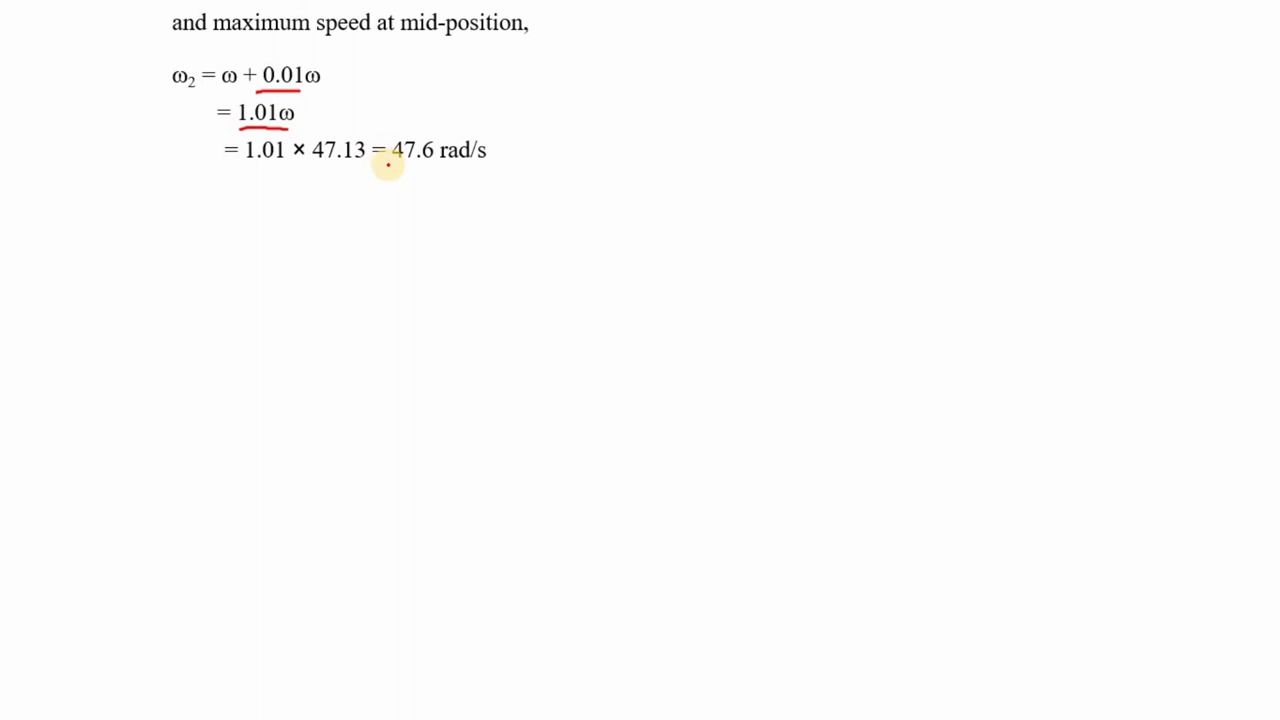 and maximum speed at mid-position,
ω₂ = ω + 0.01ω
= 1.01ω
= 1.01 × 47.13 = 47.6 rad/s